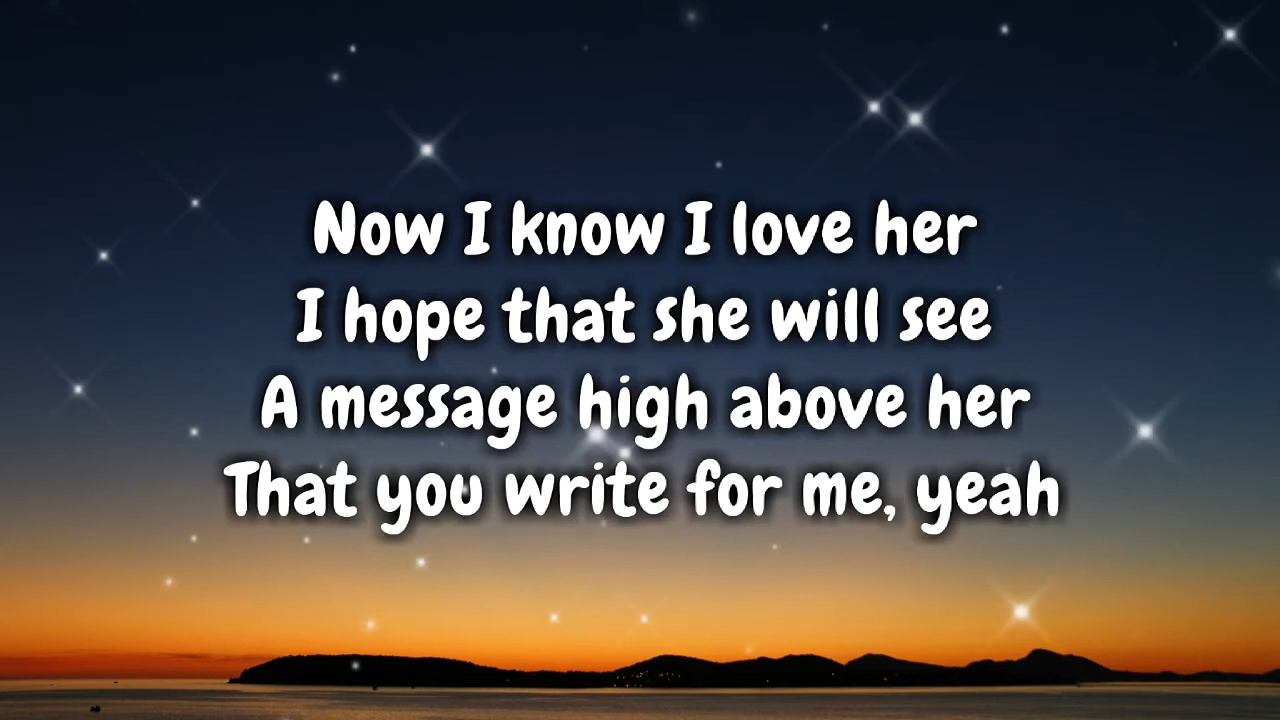 Now I know I love her
I hope that she will see
A message high above her
That you write for me, yeah